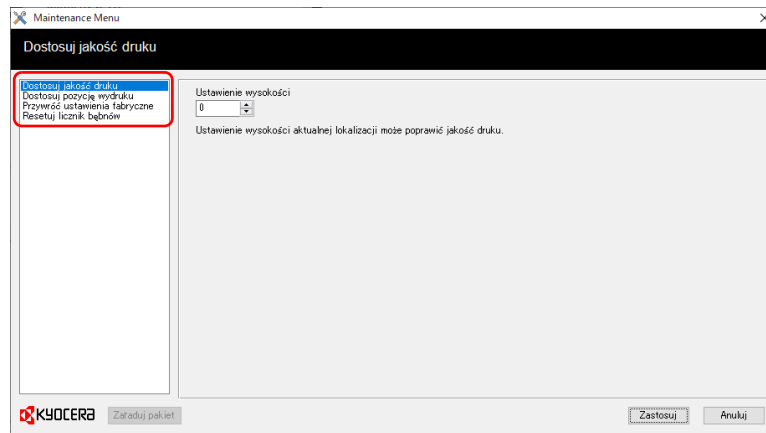 Maintenance Menu
Dostosuj jakość druku
Dostosuj jakość druku
Dostosuj pozycję wydruku
Przywróć ustawienia fabryczne
Resetuj licznik bębnów
Ustawienie wysokości
0
Ustawienie wysokości aktualnej lokalizacji może poprawić jakość druku.
KYOCERA
Załaduj pakiet
Zastosuj
Anuluj